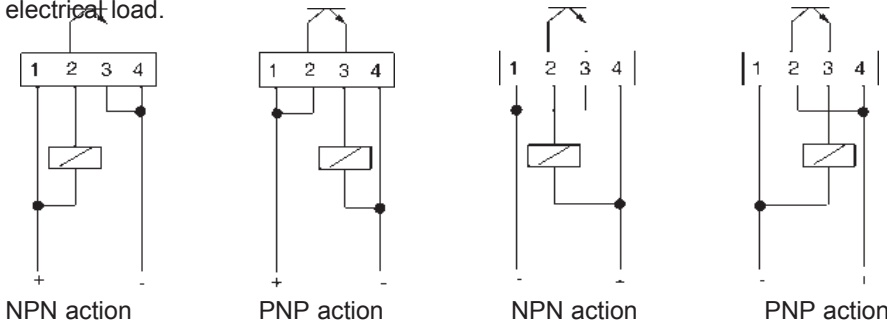 electrical load.
1 2 3 4
1 2 3 4
1 2 3 4
1 2 3 4
+ -
+ -
- +
- +
NPN action
PNP action
NPN action
PNP action